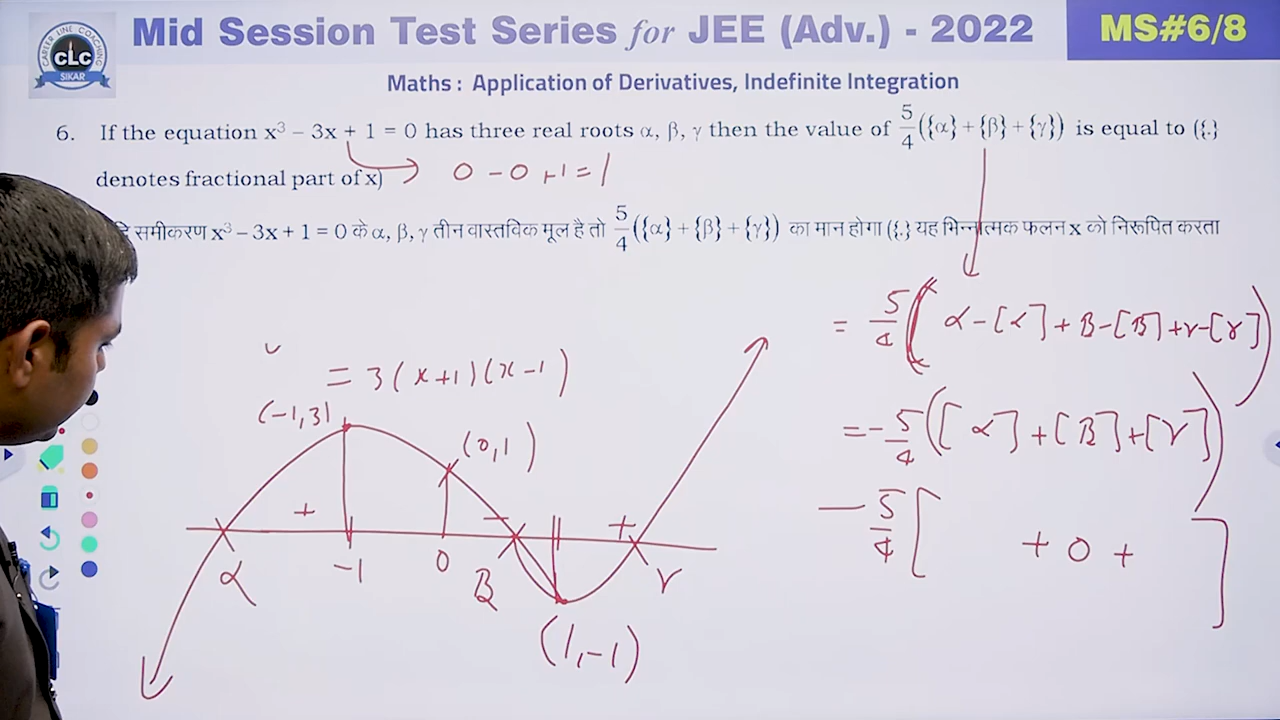 Mid Session Test Series for JEE (Adv.) - 2022
MS#6/8
CAREER LINE COACHING
CLC
SIKAR
Maths : Application of Derivatives, Indefinite Integration
6. If the equation x³ – 3x + 1 = 0 has three real roots α, β, γ then the value of 5/4({α} + {β} + {γ}) is equal to ({.}
denotes fractional part of x)
0 - 0 + 1 = 1
समीकरण x³ – 3x + 1 = 0 के α, β, γ तीन वास्तविक मूल है तो 5/4({α} + {β} + {γ}) का मान होगा ({.} यह भिन्नात्मक फलन x को निरूपित करता
= 5/4( α - [α] + β - [β] + γ - [γ] )
= 3(x+1)(x-1)
(-1,3)
(0,1)
= -5/4([α] + [β] + [γ])
- 5/4[ + 0 + ]
+ - +
α -1 0 β γ
(1,-1)